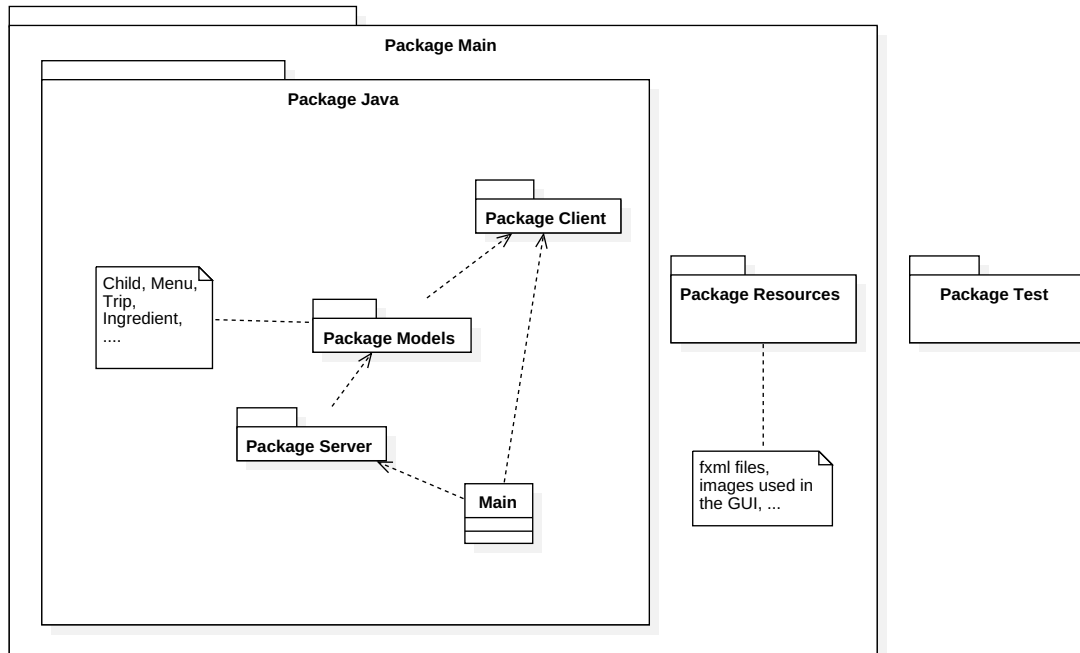 Package Main
Package Java
Package Client
Child, Menu,
Trip,
Ingredient,
....
Package Models
Package Resources
Package Test
Package Server
Main
fxml files,
images used in
the GUI, ...